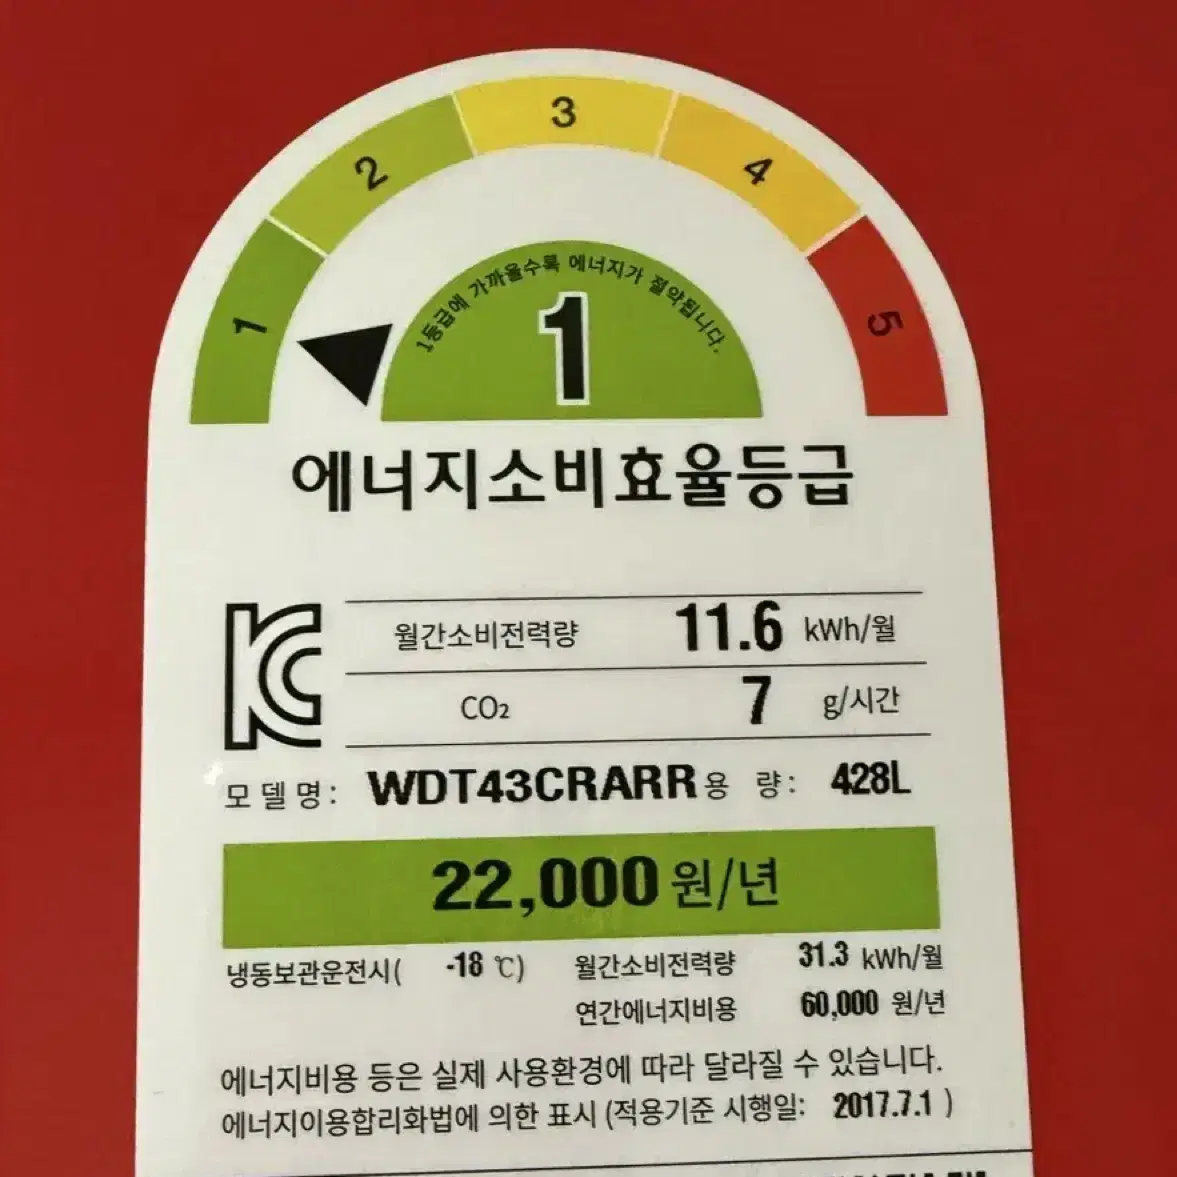 1
2
3
4
5
1등급에 가까울수록 에너지가 절약됩니다.
1
에너지소비효율등급
월간소비전력량 11.6 kWh/월
CO₂ 7 g/시간
모델명: WDT43CRARR 용 량: 428L
22,000 원/년
냉동보관운전시( -18 ℃) 월간소비전력량 31.3 kWh/월
연간에너지비용 60,000 원/년
에너지비용 등은 실제 사용환경에 따라 달라질 수 있습니다.
에너지이용합리화법에 의한 표시 (적용기준 시행일: 2017.7.1 )